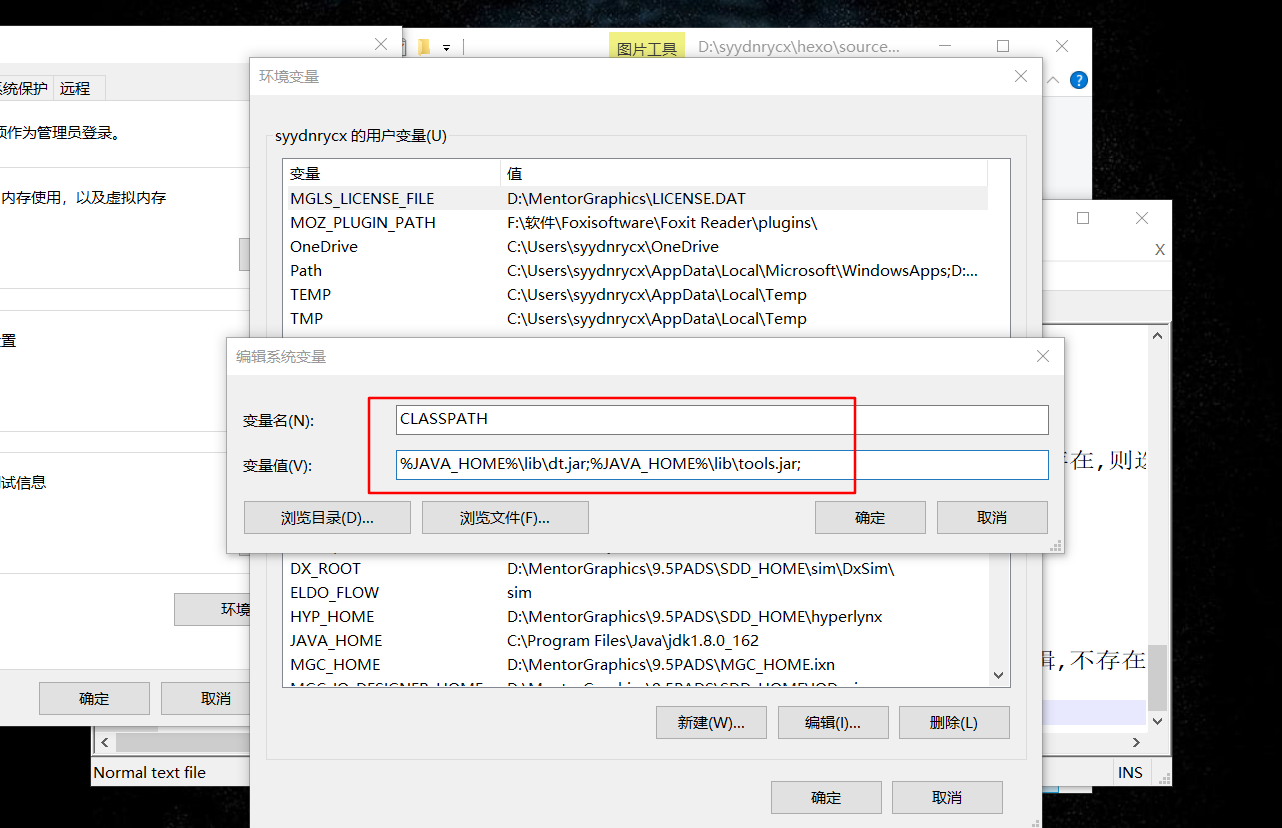 图片工具
D:\syydnrycx\hexo\source...
环境变量
系统保护
远程
作为管理员登录。
内存使用，以及虚拟内存
置
试信息
syydnrycx 的用户变量(U)
变量 值
MGLS_LICENSE_FILE D:\MentorGraphics\LICENSE.DAT
MOZ_PLUGIN_PATH F:\软件\Foxisoftware\Foxit Reader\plugins\
OneDrive C:\Users\syydnrycx\OneDrive
Path C:\Users\syydnrycx\AppData\Local\Microsoft\WindowsApps;D:...
TEMP C:\Users\syydnrycx\AppData\Local\Temp
TMP C:\Users\syydnrycx\AppData\Local\Temp
X
编辑系统变量
变量名(N): CLASSPATH
变量值(V): %JAVA_HOME%\lib\dt.jar;%JAVA_HOME%\lib\tools.jar;
浏览目录(D)... 浏览文件(F)... 确定 取消
在,则
DX_ROOT D:\MentorGraphics\9.5PADS\SDD_HOME\sim\DxSim\
ELDO_FLOW sim
HYP_HOME D:\MentorGraphics\9.5PADS\SDD_HOME\hyperlynx
JAVA_HOME C:\Program Files\Java\jdk1.8.0_162
MGC_HOME D:\MentorGraphics\9.5PADS\MGC_HOME.ixn
,不存在
环境
确定 取消
新建(W)... 编辑(I)... 删除(L)
Normal text file
INS
确定 取消